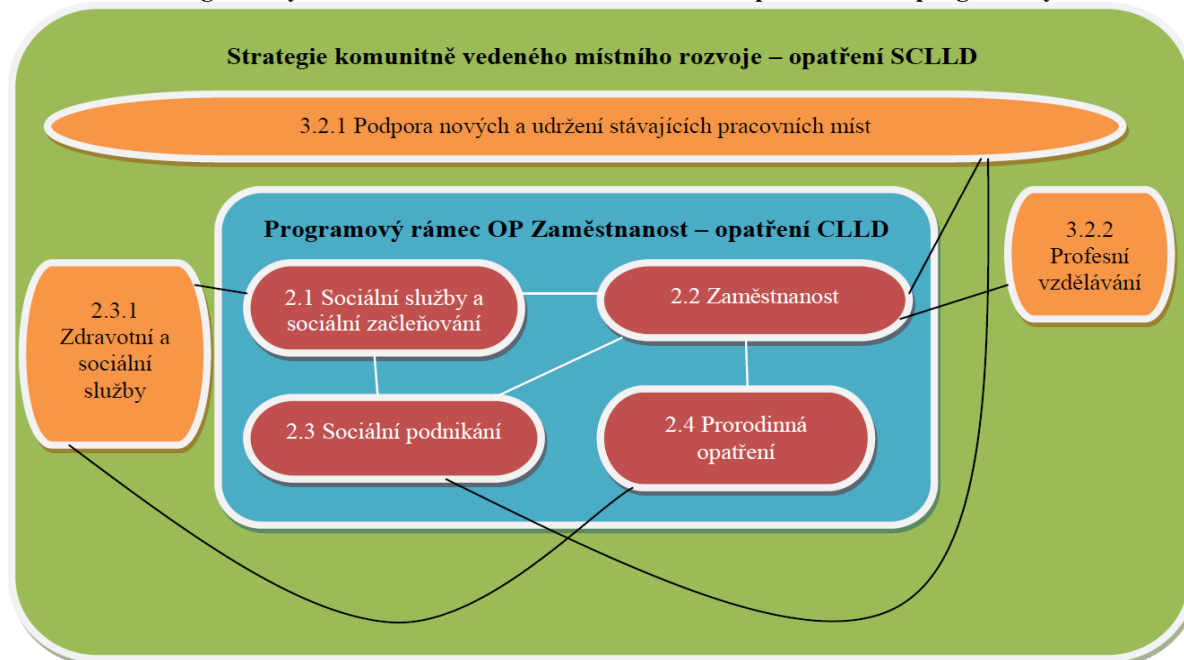 Strategie komunitně vedeného místního rozvoje – opatření SCLLD
3.2.1 Podpora nových a udržení stávajících pracovních míst
Programový rámec OP Zaměstnanost – opatření CLLD
3.2.2
Profesní
vzdělávání
2.3.1
Zdravotní a
sociální
služby
2.1 Sociální služby a
sociální začleňování
2.2 Zaměstnanost
2.3 Sociální podnikání
2.4 Prorodinná
opatření